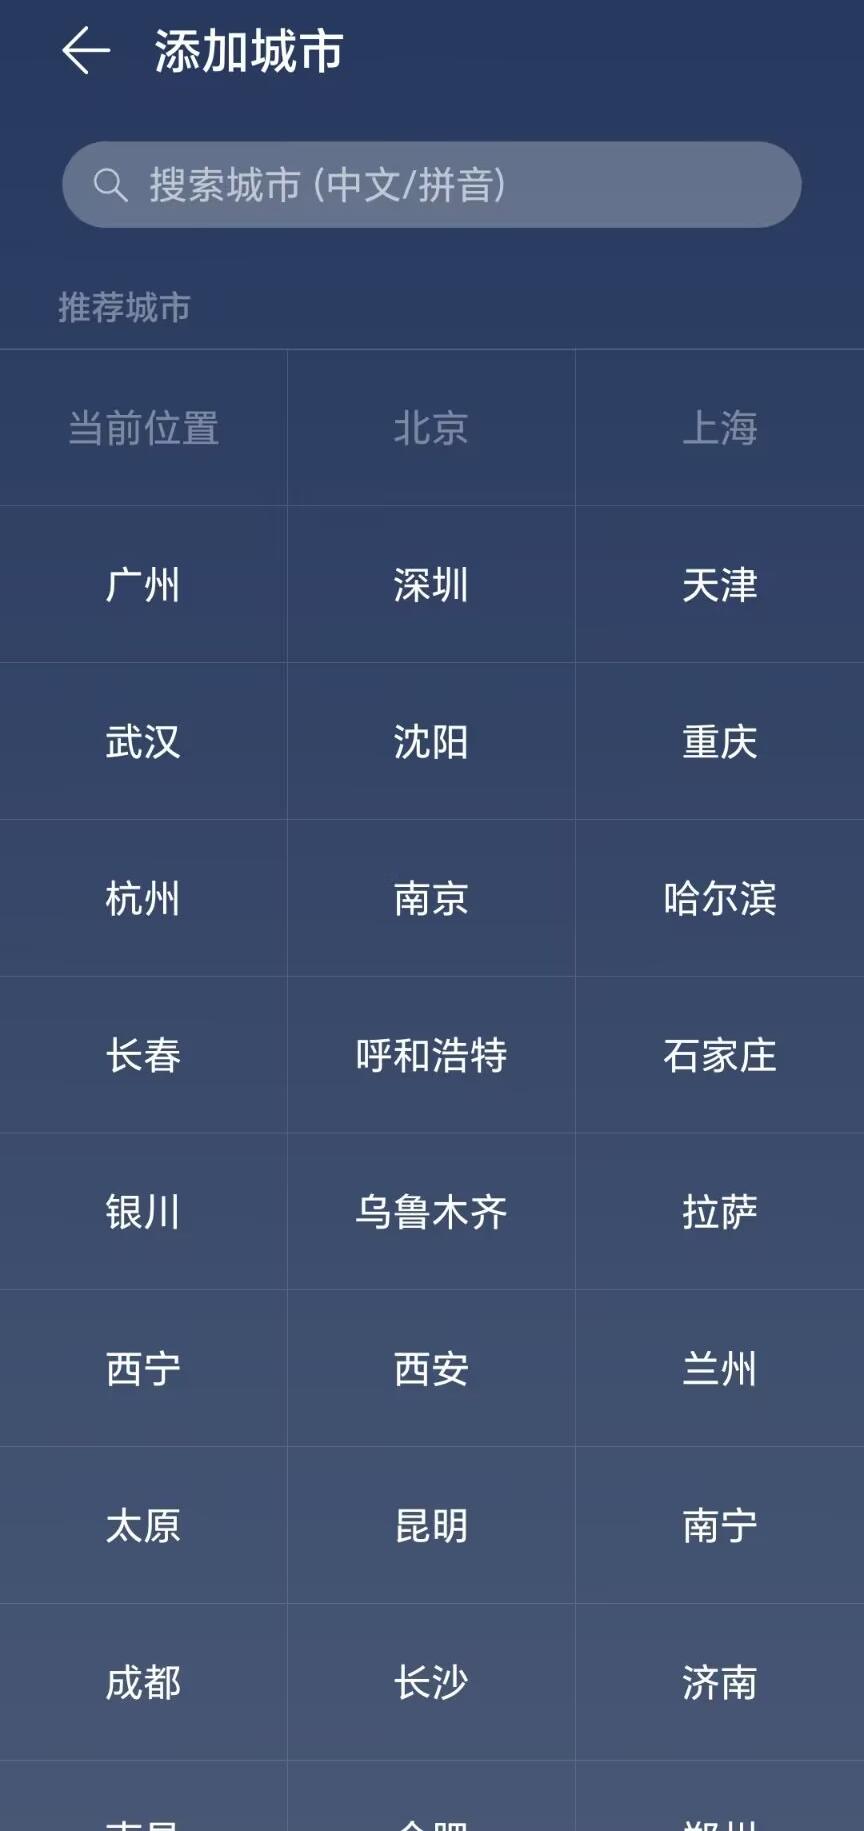 添加城市
搜索城市 (中文/拼音)
推荐城市
当前位置 北京 上海
广州 深圳 天津
武汉 沈阳 重庆
杭州 南京 哈尔滨
长春 呼和浩特 石家庄
银川 乌鲁木齐 拉萨
西宁 西安 兰州
太原 昆明 南宁
成都 长沙 济南